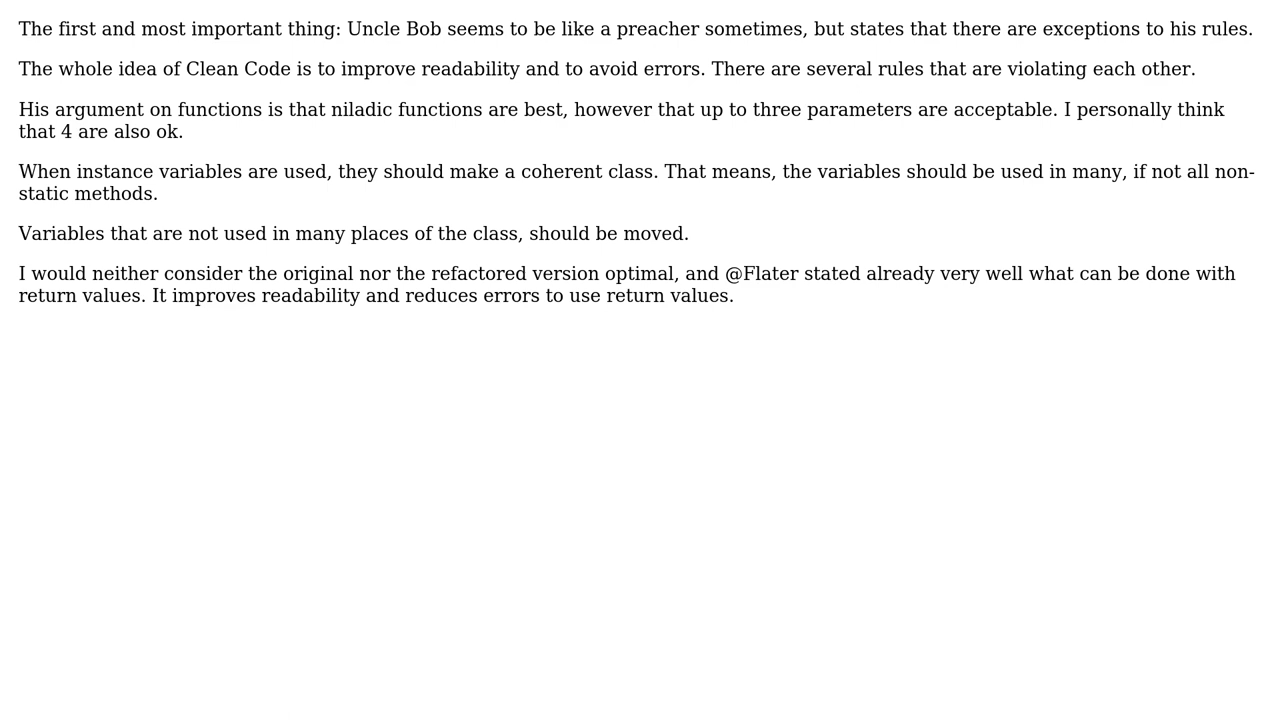 The first and most important thing: Uncle Bob seems to be like a preacher sometimes, but states that there are exceptions to his rules.
The whole idea of Clean Code is to improve readability and to avoid errors. There are several rules that are violating each other.
His argument on functions is that niladic functions are best, however that up to three parameters are acceptable. I personally think
that 4 are also ok.
When instance variables are used, they should make a coherent class. That means, the variables should be used in many, if not all non-
static methods.
Variables that are not used in many places of the class, should be moved.
I would neither consider the original nor the refactored version optimal, and @Flater stated already very well what can be done with
return values. It improves readability and reduces errors to use return values.